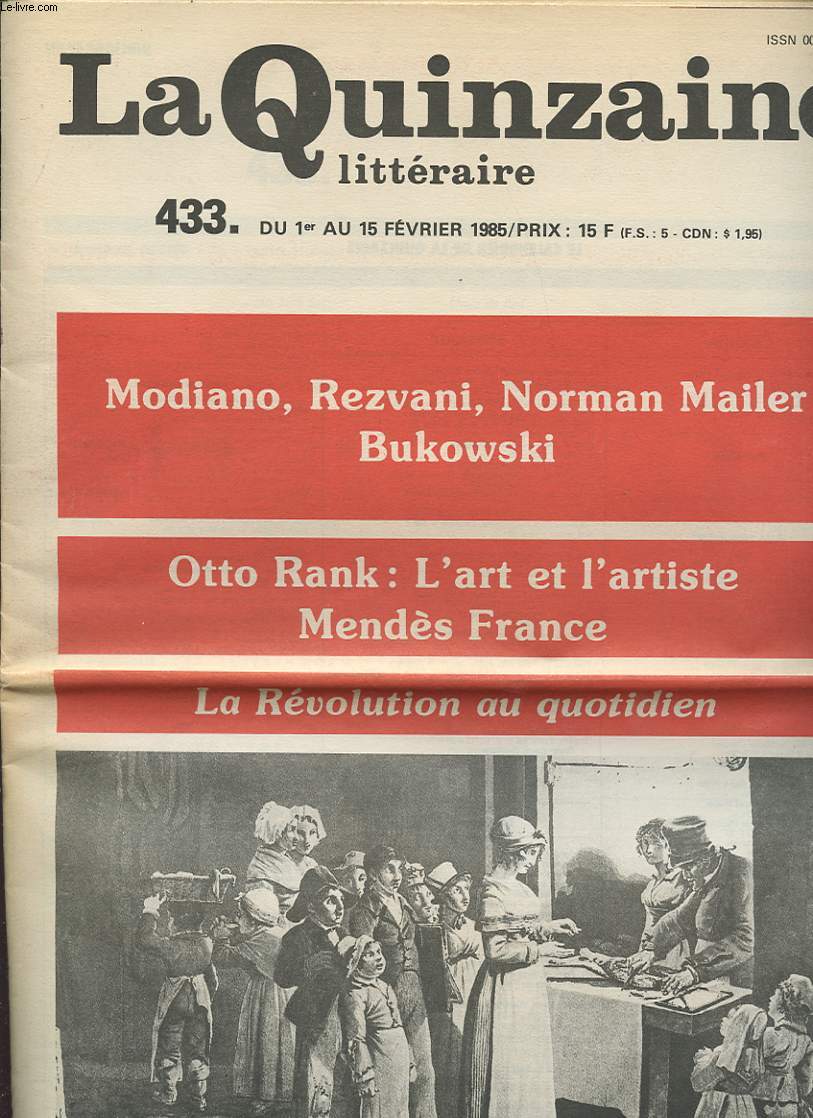 Le-livre.com
ISSN 00
La Quinzaine
littéraire
433. DU 1er AU 15 FÉVRIER 1985/PRIX : 15 F (F.S. : 5 - CDN : $ 1,95)
Modiano, Rezvani, Norman Mailer
Bukowski
Otto Rank : L'art et l'artiste
Mendès France
La Révolution au quotidien